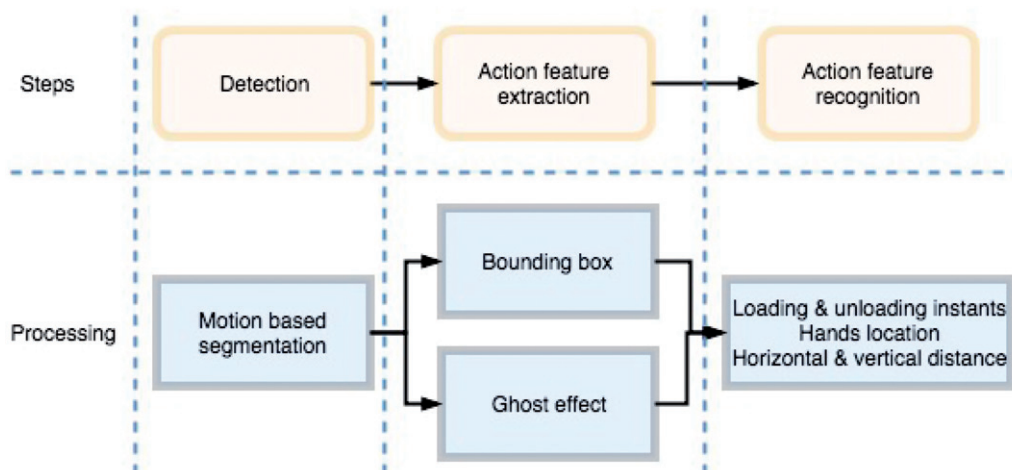 Steps
Detection
Action feature
extraction
Action feature
recognition
Processing
Motion based
segmentation
Bounding box
Ghost effect
Loading & unloading instants
Hands location
Horizontal & vertical distance